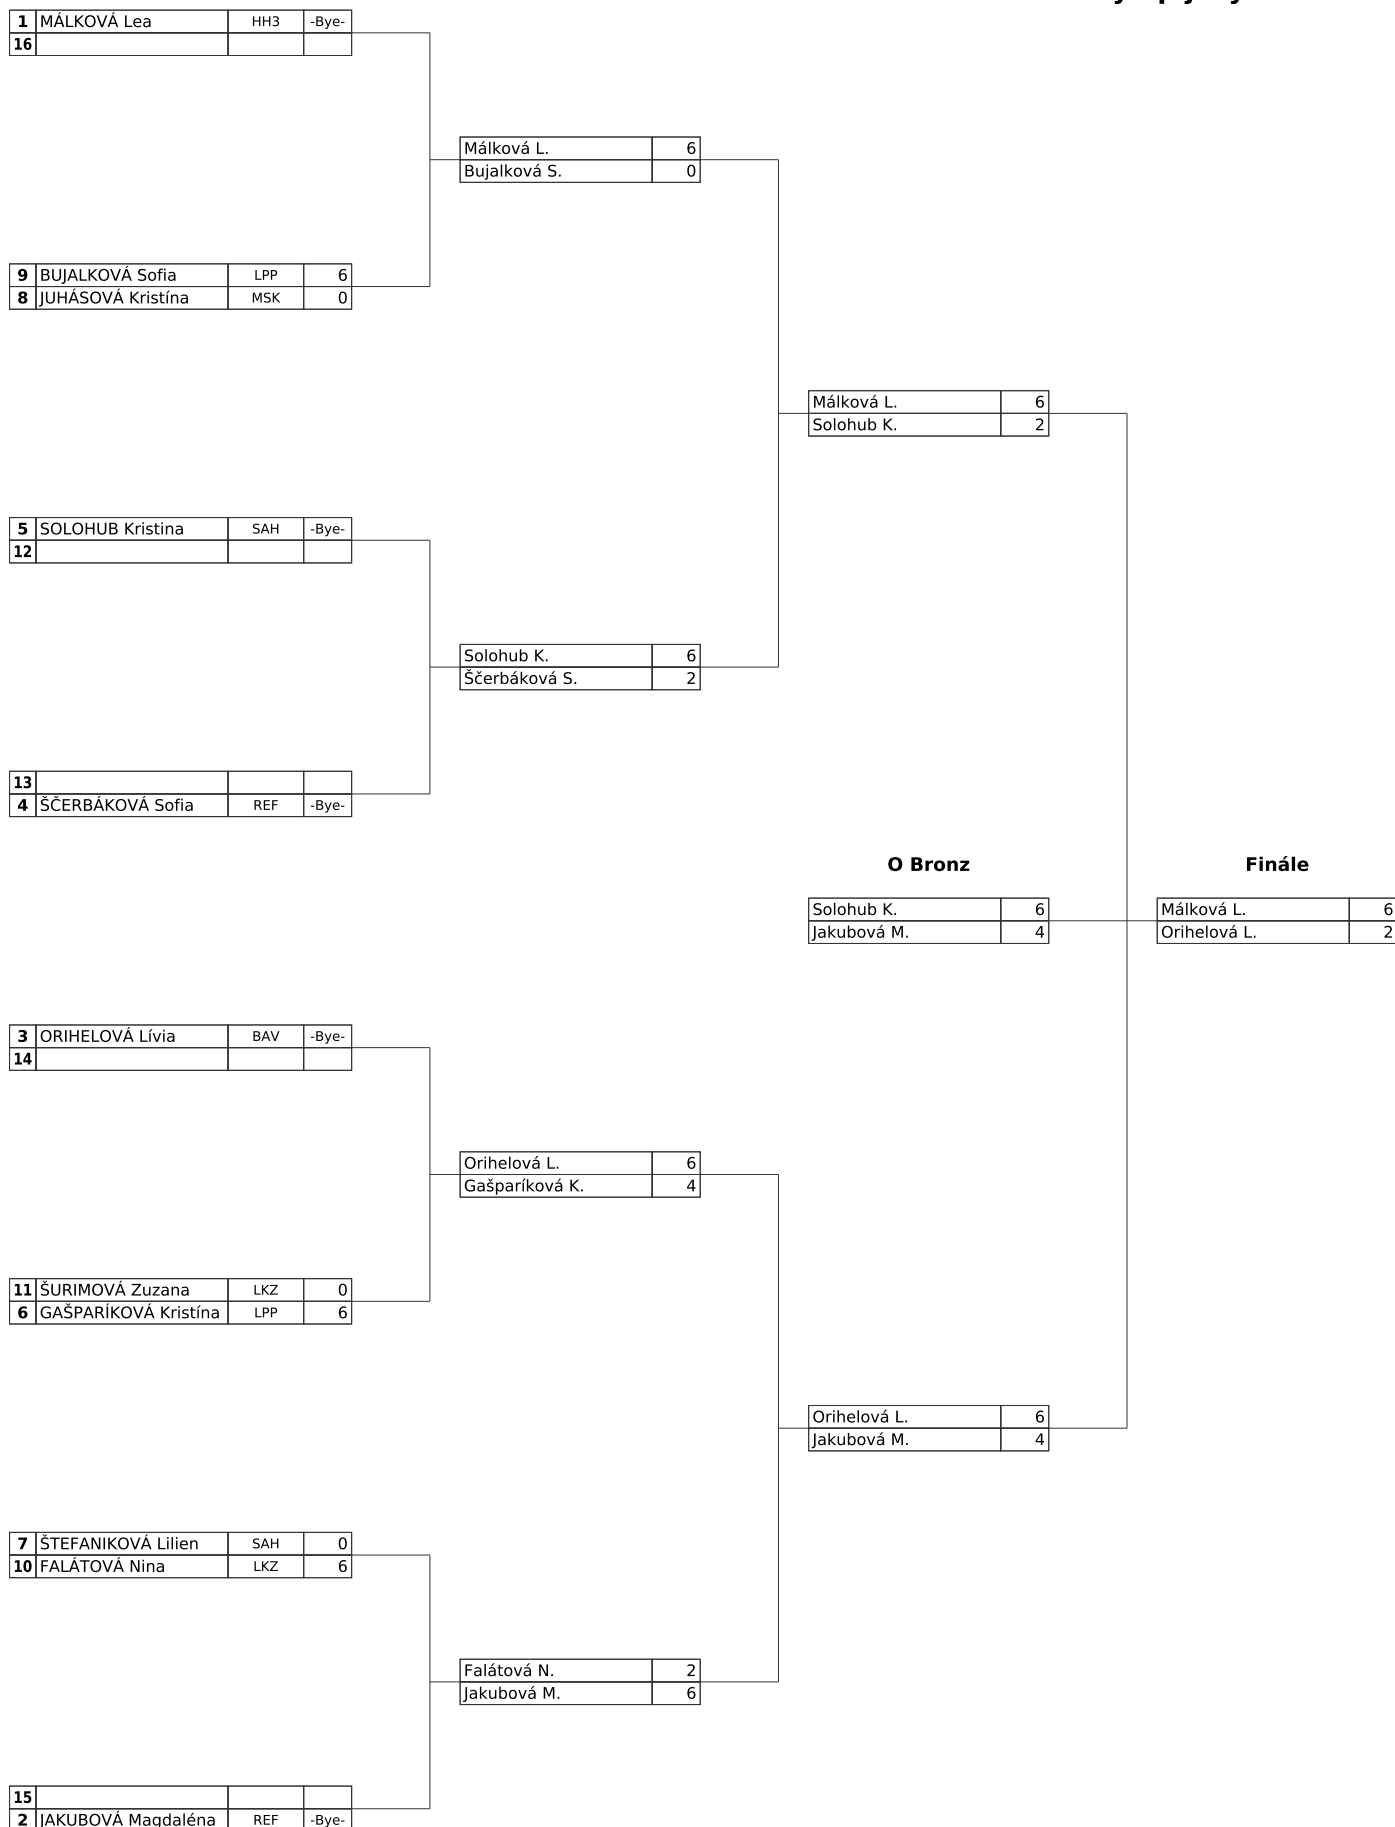 1 MÁLKOVÁ Lea HH3 -Bye-
16
Málková L. 6
Bujalková S. 0
9 BUJALKOVÁ Sofia LPP 6
8 JUHÁSOVÁ Kristína MSK 0
Málková L. 6
Solohub K. 2
5 SOLOHUB Kristina SAH -Bye-
12
Solohub K. 6
Ščerbáková S. 2
13
4 ŠČERBÁKOVÁ Sofia REF -Bye-
O Bronz Finále
Solohub K. 6 Málková L. 6
Jakubová M. 4 Orihelová L. 2
3 ORIHELOVÁ Lívia BAV -Bye-
14
Orihelová L. 6
Gašparíková K. 4
11 ŠURIMOVÁ Zuzana LKZ 0
6 GAŠPARÍKOVÁ Kristína LPP 6
Orihelová L. 6
Jakubová M. 4
7 ŠTEFANIKOVÁ Lilien SAH 0
10 FALÁTOVÁ Nina LKZ 6
Falátová N. 2
Jakubová M. 6
15
2 JAKUBOVÁ Magdaléna REF -Bye-